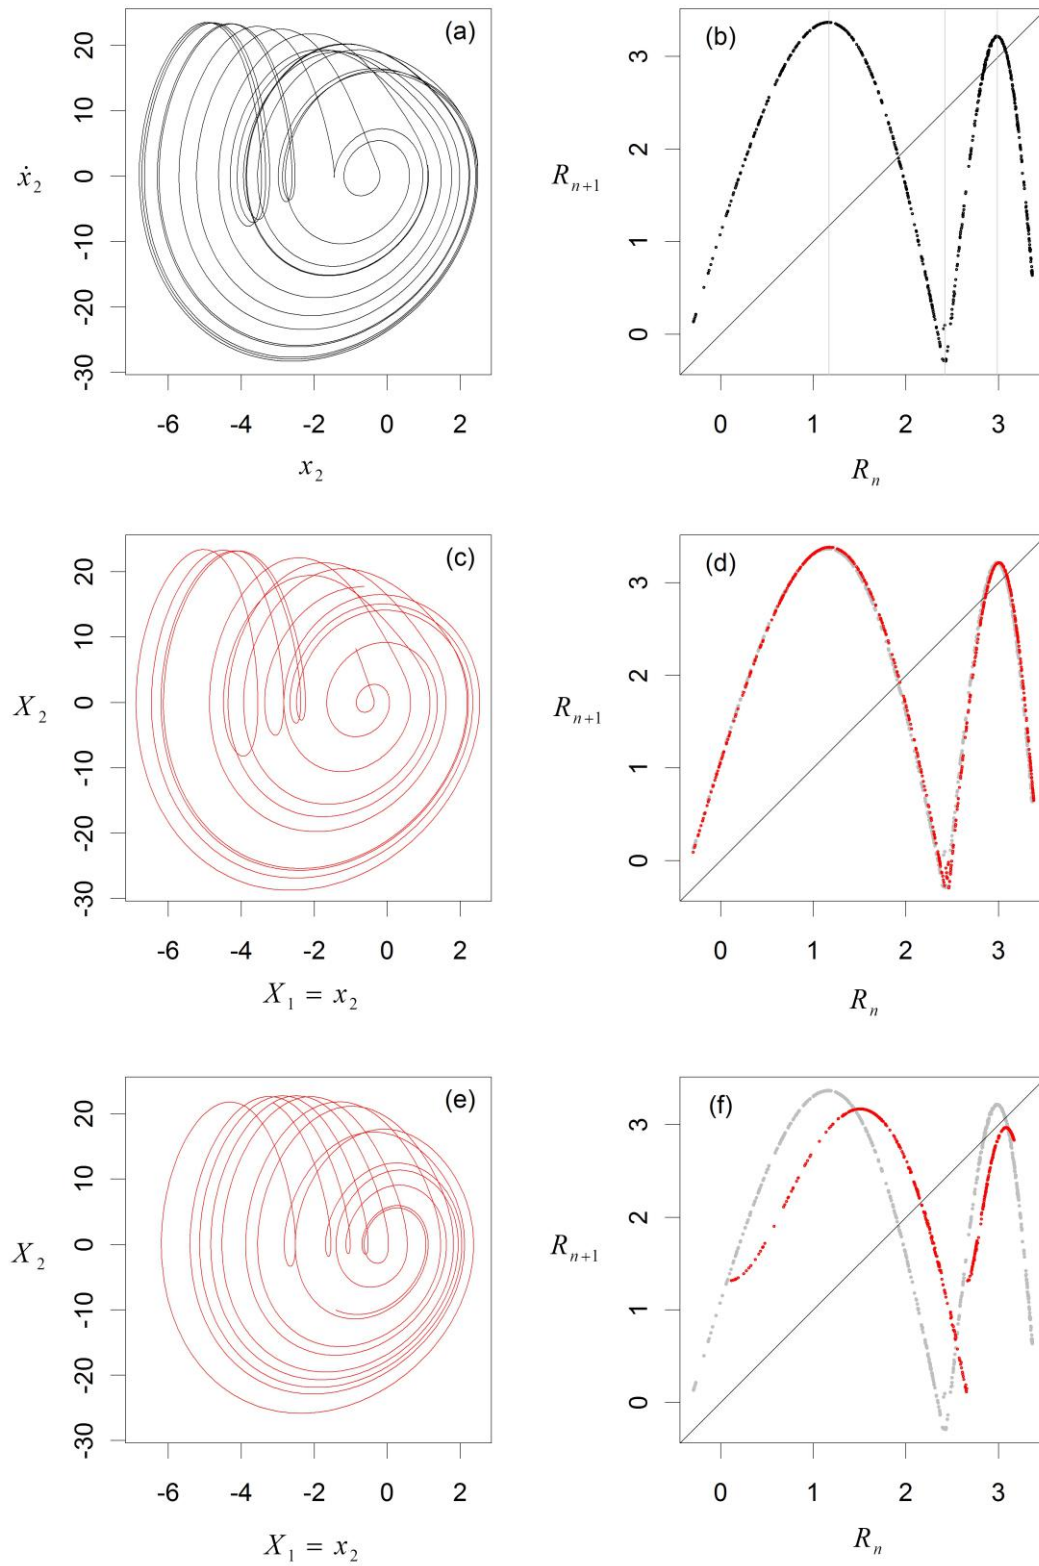 (a)
20
10
0
-10
-20
-30
ẋ₂
-6 -4 -2 0 2
x₂
(b)
3
2
1
0
Rₙ₊₁
0 1 2 3
Rₙ
(c)
20
10
0
-10
-20
-30
X₂
-6 -4 -2 0 2
X₁ = x₂
(d)
3
2
1
0
Rₙ₊₁
0 1 2 3
Rₙ
(e)
20
10
0
-10
-20
-30
X₂
-6 -4 -2 0 2
X₁ = x₂
(f)
3
2
1
0
Rₙ₊₁
0 1 2 3
Rₙ